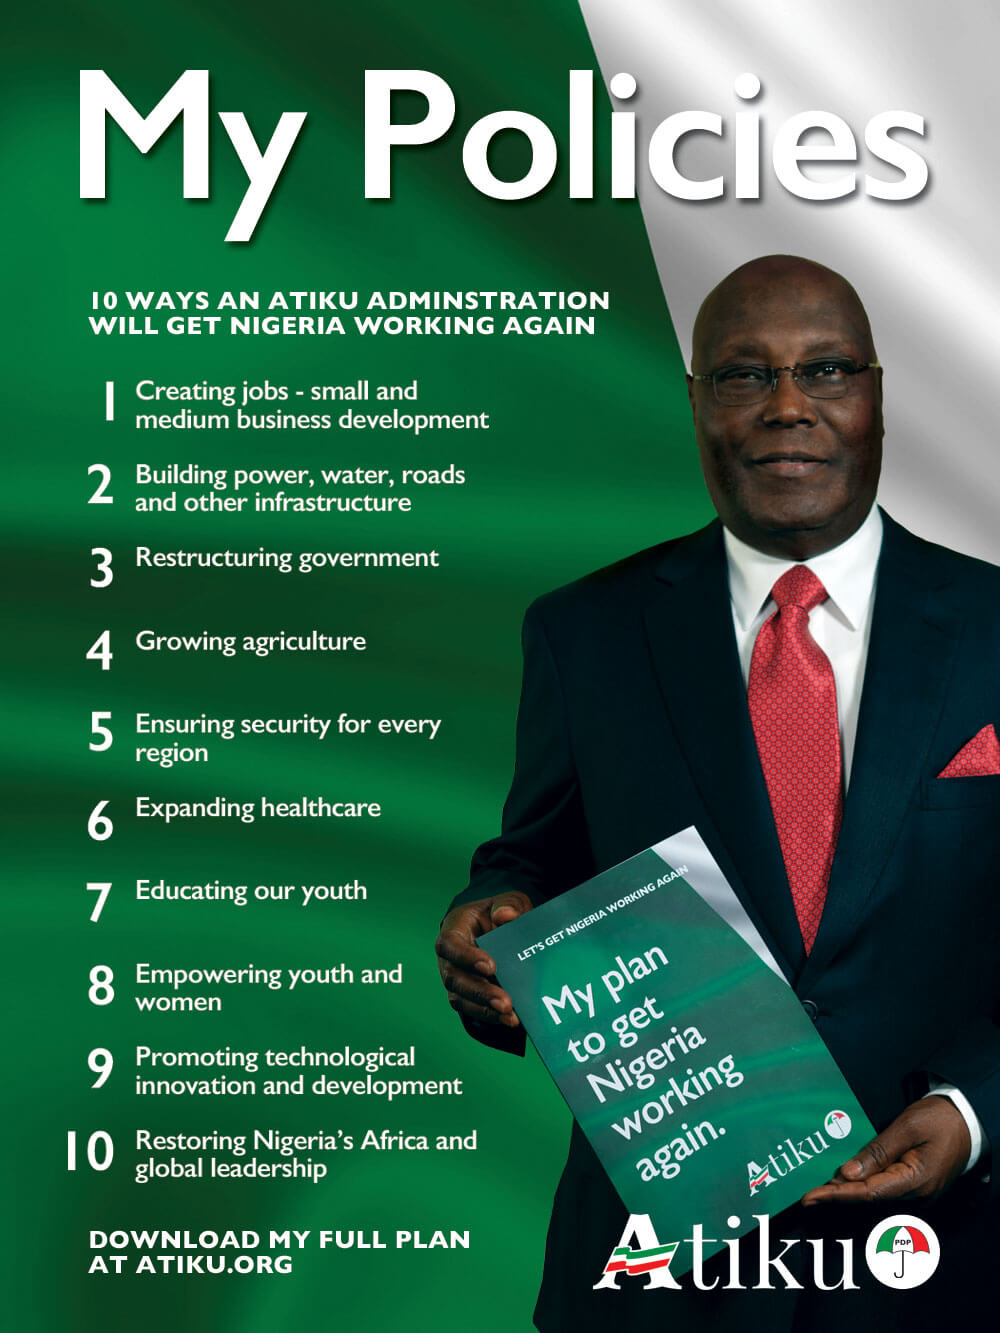 My Policies
10 WAYS AN ATIKU ADMINSTRATION
WILL GET NIGERIA WORKING AGAIN
1 Creating jobs - small and
medium business development
2 Building power, water, roads
and other infrastructure
3 Restructuring government
4 Growing agriculture
5 Ensuring security for every
region
6 Expanding healthcare
7 Educating our youth
8 Empowering youth and
women
9 Promoting technological
innovation and development
10 Restoring Nigeria's Africa and
global leadership
DOWNLOAD MY FULL PLAN
AT ATIKU.ORG
LET'S GET NIGERIA WORKING AGAIN
My plan
to get
Nigeria
working
again.
Atiku
Atiku
PDP